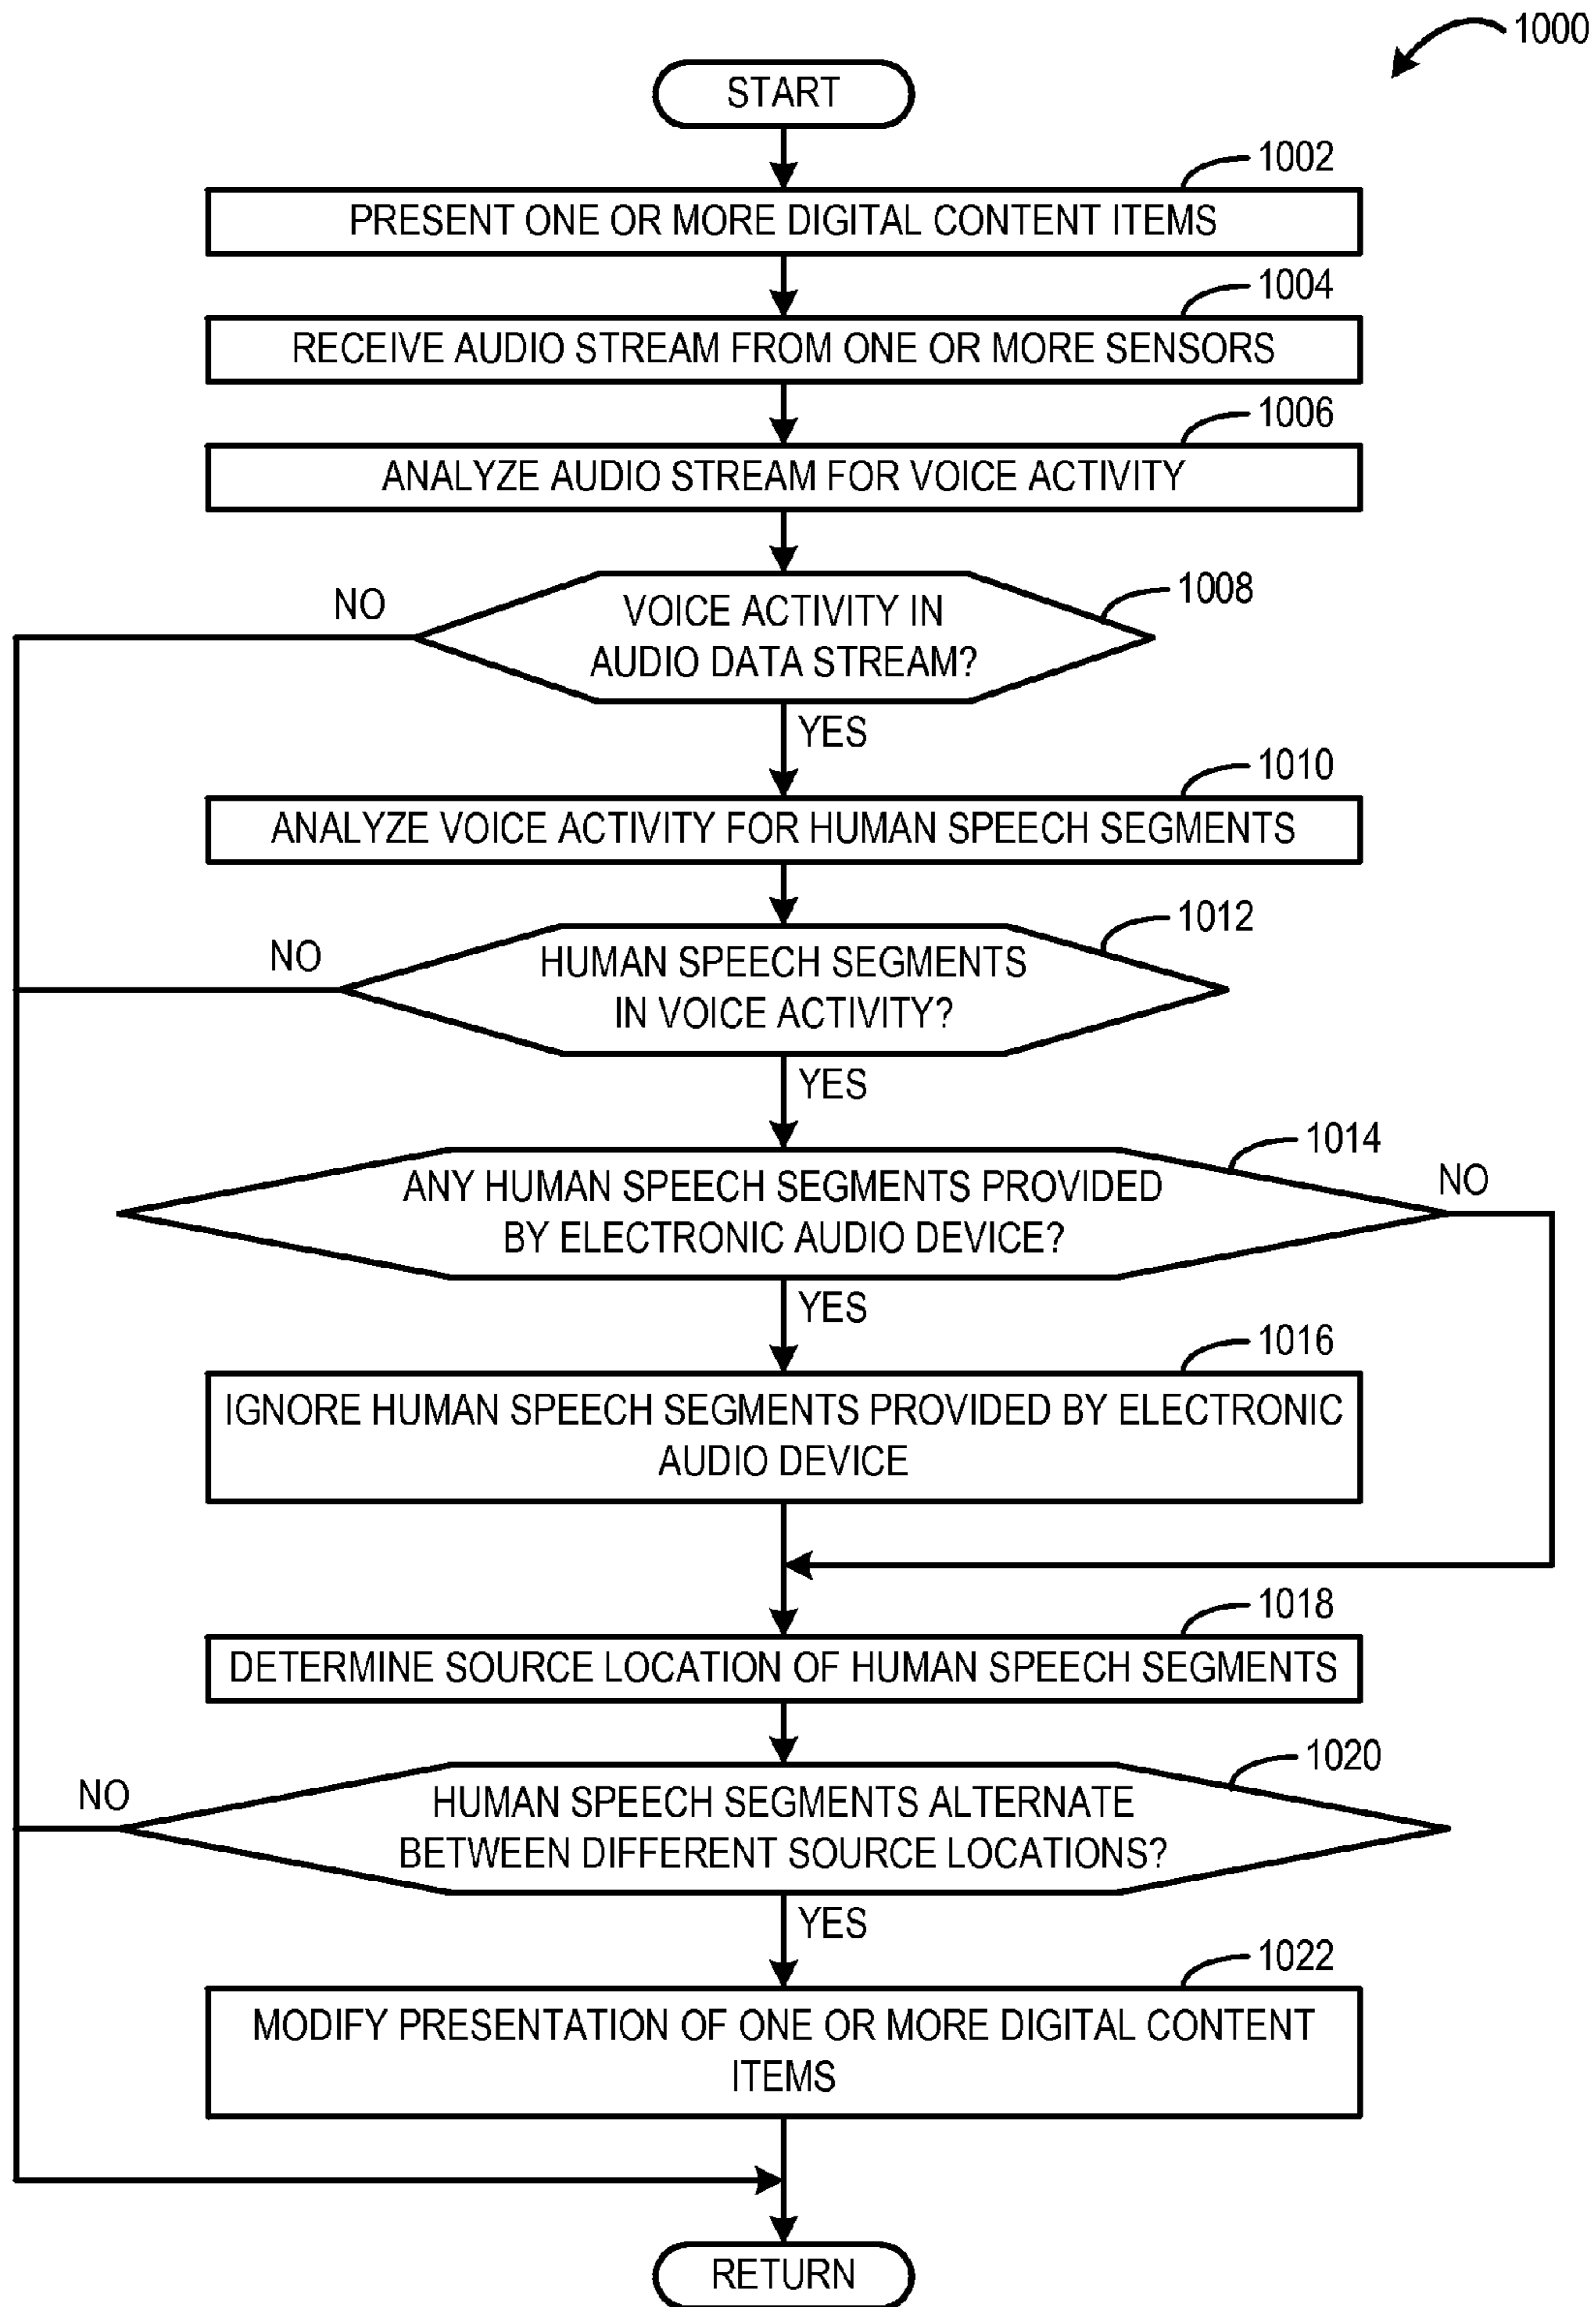 1000
START
1002
PRESENT ONE OR MORE DIGITAL CONTENT ITEMS
1004
RECEIVE AUDIO STREAM FROM ONE OR MORE SENSORS
1006
ANALYZE AUDIO STREAM FOR VOICE ACTIVITY
1008
NO
VOICE ACTIVITY IN
AUDIO DATA STREAM?
YES
1010
ANALYZE VOICE ACTIVITY FOR HUMAN SPEECH SEGMENTS
1012
NO
HUMAN SPEECH SEGMENTS
IN VOICE ACTIVITY?
YES
1014
NO
ANY HUMAN SPEECH SEGMENTS PROVIDED
BY ELECTRONIC AUDIO DEVICE?
YES
1016
IGNORE HUMAN SPEECH SEGMENTS PROVIDED BY ELECTRONIC
AUDIO DEVICE
1018
DETERMINE SOURCE LOCATION OF HUMAN SPEECH SEGMENTS
1020
NO
HUMAN SPEECH SEGMENTS ALTERNATE
BETWEEN DIFFERENT SOURCE LOCATIONS?
YES
1022
MODIFY PRESENTATION OF ONE OR MORE DIGITAL CONTENT
ITEMS
RETURN